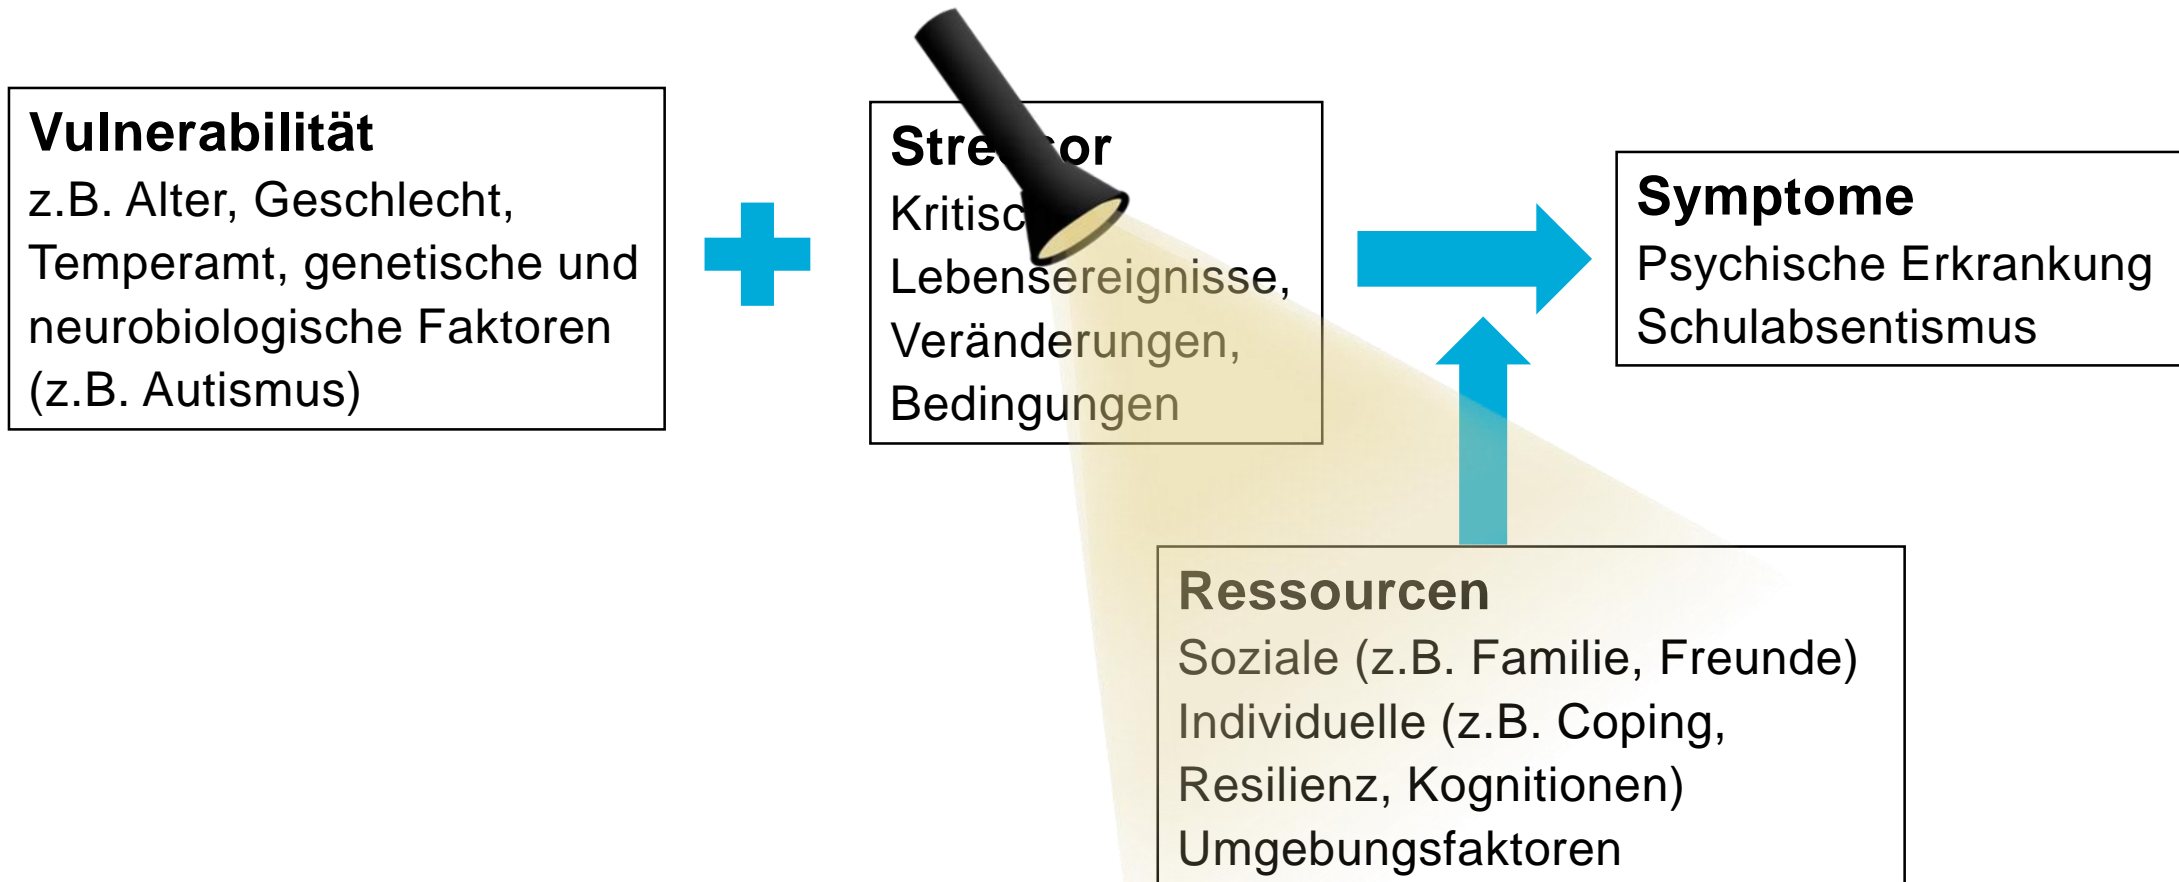 Vulnerabilität
z.B. Alter, Geschlecht,
Temperamt, genetische und
neurobiologische Faktoren
(z.B. Autismus)
Stressor
Lebensereignisse,
Veränderungen,
Bedingungen
Symptome
Psychische Erkrankung
Schulabsentismus
Ressourcen
Soziale (z.B. Familie, Freunde)
Individuelle (z.B. Coping,
Resilienz, Kognitionen)
Umgebungsfaktoren